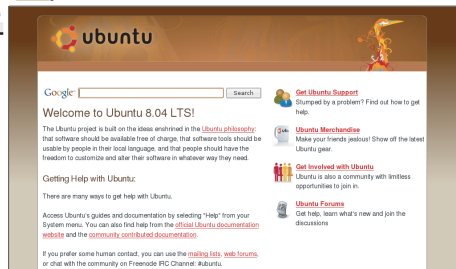 ubuntu
Google
Search
Welcome to Ubuntu 8.04 LTS!
The Ubuntu project is built on the ideas enshrined in the Ubuntu philosophy:
that software should be available free of charge, that software tools should be
usable by people in their local language, and that people should have the
freedom to customize and alter their software in whatever way they need.
Getting Help with Ubuntu:
There are many ways to get help with Ubuntu.
Access Ubuntu's guides and documentation by selecting "Help" from your
System menu. You can also find help from the official Ubuntu documentation
website and the community contributed documentation.
If you prefer some human contact, you can use the mailing lists, web forums,
or chat with the community on Freenode IRC Channel: #ubuntu.
Get Ubuntu Support
Stumped by a problem? Find out how to get
help.
Ubuntu Merchandise
Make your friends jealous! Show off the latest
Ubuntu gear.
Get Involved with Ubuntu
Ubuntu is also a community with limitless
opportunities to join in.
Ubuntu Forums
Get help, learn what's new and join the
discussions